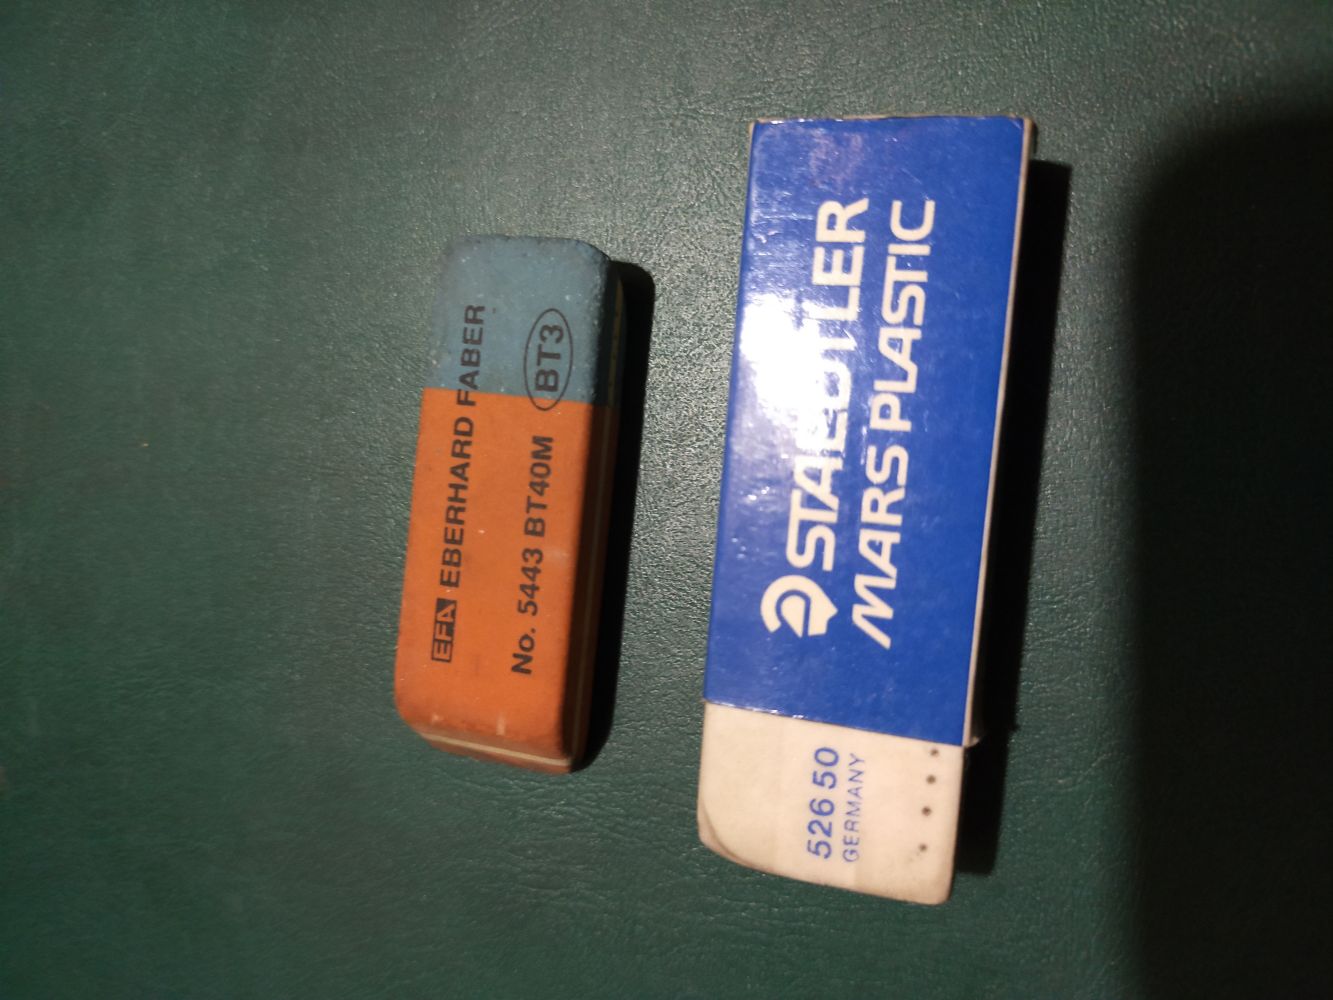 EFA EBERHARD FABER
No. 5443 BT40M BT3
STAEDTLER
MARS PLASTIC
526 50
GERMANY